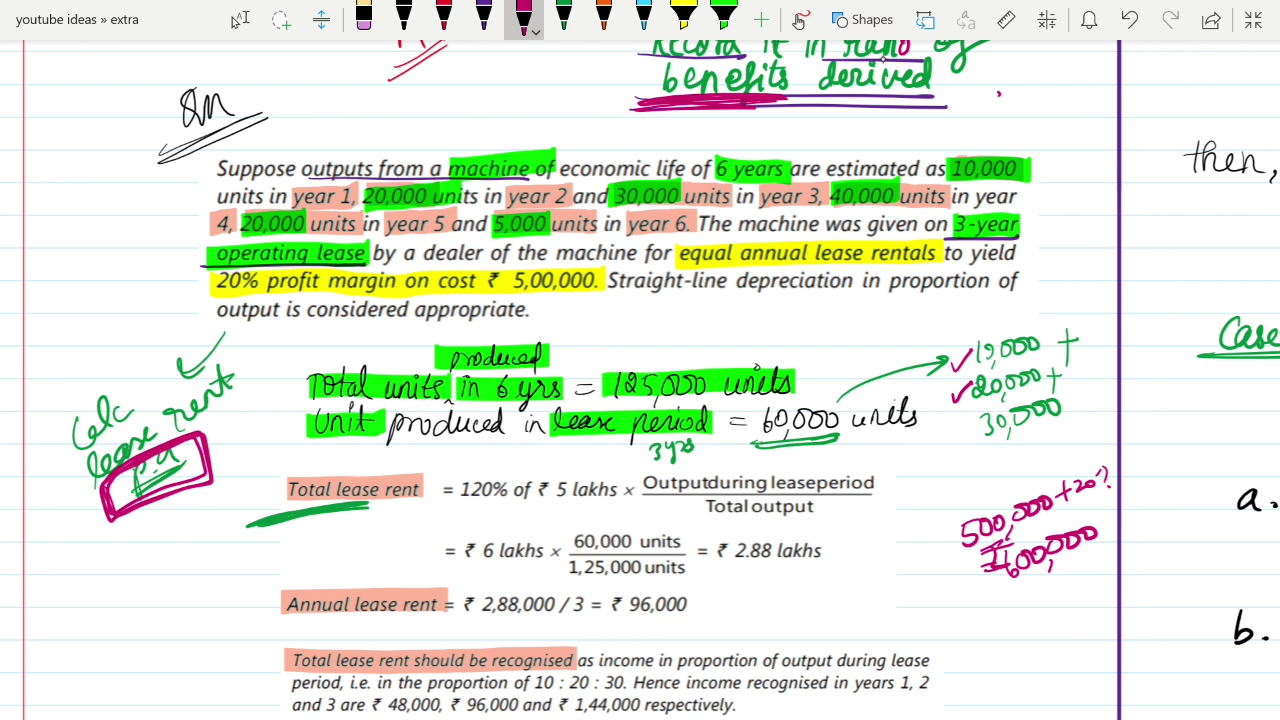 youtube ideas » extra
Shapes
record it in ratio of
benefits derived
then,
Suppose outputs from a machine of economic life of 6 years are estimated as 10,000
units in year 1, 20,000 units in year 2 and 30,000 units in year 3, 40,000 units in year
4, 20,000 units in year 5 and 5,000 units in year 6. The machine was given on 3-year
operating lease by a dealer of the machine for equal annual lease rentals to yield
20% profit margin on cost ₹ 5,00,000. Straight-line depreciation in proportion of
output is considered appropriate.
Case
produced
Total units in 6 yrs = 125,000 units
Unit produced in lease period = 60,000 units
3yrs
10,000 +
20,000 +
30,000
Calc
lease rent
p.a
Total lease rent = 120% of ₹ 5 lakhs × Outputduring leaseperiod
Total output
= ₹ 6 lakhs × 60,000 units = ₹ 2.88 lakhs
1,25,000 units
500,000 + 20%
600,000
a.
Annual lease rent = ₹ 2,88,000 / 3 = ₹ 96,000
b.
Total lease rent should be recognised as income in proportion of output during lease
period, i.e. in the proportion of 10 : 20 : 30. Hence income recognised in years 1, 2
and 3 are ₹ 48,000, ₹ 96,000 and ₹ 1,44,000 respectively.